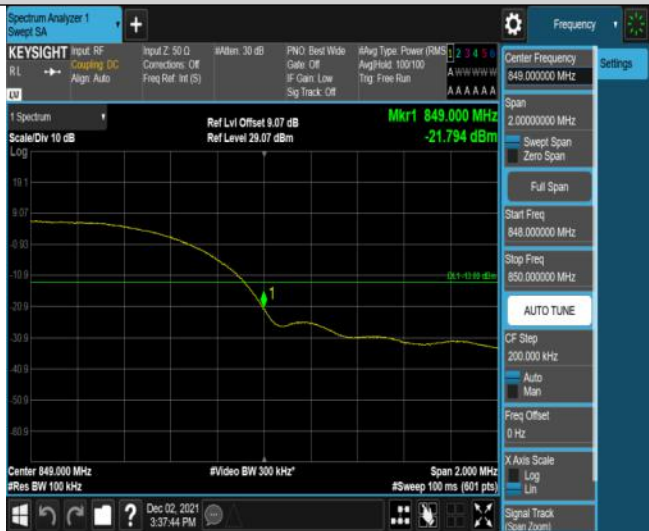 Spectrum Analyzer 1
Swept SA
Frequency
KEYSIGHT
RL
Input: RF
Coupling: DC
Align: Auto
Input Z: 50 Ω
Corrections: Off
Freq Ref: Int (S)
#Atten: 30 dB
PNO: Best Wide
Gate: Off
IF Gain: Low
Sig Track: Off
#Avg Type: Power (RMS
Avg|Hold: 100/100
Trig: Free Run
1 2 3 4 5 6
A W W W W W
A A A A A A
1 Spectrum
Scale/Div 10 dB
Log
Ref Lvl Offset 9.07 dB
Ref Level 29.07 dBm
Mkr1 849.000 MHz
-21.794 dBm
19.1
9.07
-0.93
-10.9
-20.9
-30.9
-40.9
-50.9
-60.9
1
Center 849.000 MHz
#Res BW 100 kHz
#Video BW 300 kHz*
Span 2.000 MHz
#Sweep 100 ms (601 pts)
Center Frequency
849.000000 MHz
Settings
Span
2.00000000 MHz
Swept Span
Zero Span
Full Span
Start Freq
848.000000 MHz
Stop Freq
850.000000 MHz
AUTO TUNE
CF Step
200.000 kHz
Auto
Man
Freq Offset
0 Hz
X Axis Scale
Log
Lin
Signal Track
(Span Zoom)
?
Dec 02, 2021
3:37:44 PM